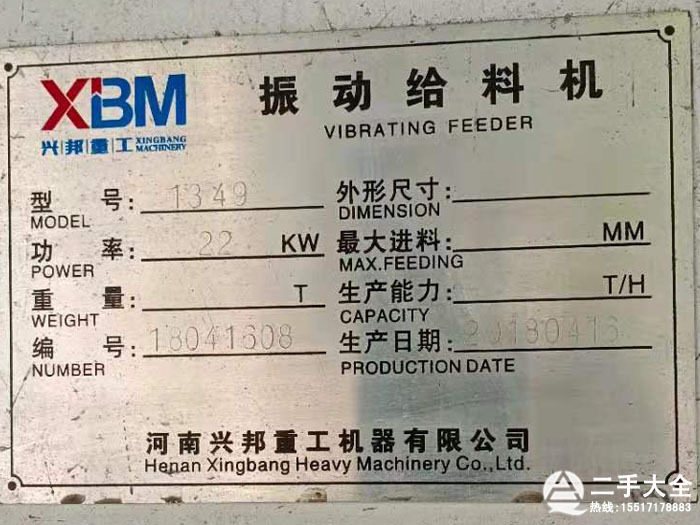 XBM
兴邦重工 XINGBANG MACHINERY
振动给料机
VIBRATING FEEDER
型号: 1349 外形尺寸:
MODEL DIMENSION
功率: 22 KW 最大进料: MM
POWER MAX.FEEDING
重量: T 生产能力: T/H
WEIGHT CAPACITY
编号: 18041608 生产日期: 20180416
NUMBER PRODUCTION DATE
河南兴邦重工机器有限公司
Henan Xingbang Heavy Machinery Co.,Ltd.
二手大全
热线:15517178883